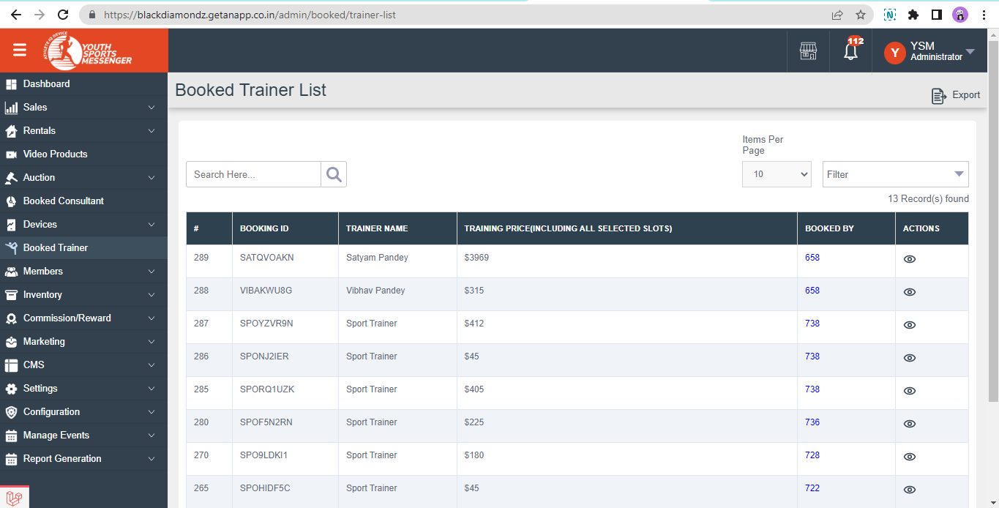 https://blackdiamondz.getanapp.co.in/admin/booked/trainer-list
N
ATHLETE IQ DEVICE
YOUTH
SPORTS
MESSENGER
112
Y
YSM
Administrator
Dashboard
Sales
Rentals
Video Products
Auction
Booked Consultant
Devices
Booked Trainer
Members
Inventory
Commission/Reward
Marketing
CMS
Settings
Configuration
Manage Events
Report Generation
Booked Trainer List
Export
Items Per
Page
Search Here...
10
Filter
13 Record(s) found
# BOOKING ID TRAINER NAME TRAINING PRICE(INCLUDING ALL SELECTED SLOTS) BOOKED BY ACTIONS
289 SATQVOAKN Satyam Pandey $3969 658
288 VIBAKWU8G Vibhav Pandey $315 658
287 SPOYZVR9N Sport Trainer $412 738
286 SPONJ2IER Sport Trainer $45 738
285 SPORQ1UZK Sport Trainer $405 738
280 SPOF5N2RN Sport Trainer $225 736
270 SPO9LDKI1 Sport Trainer $180 728
265 SPOHIDF5C Sport Trainer $45 722